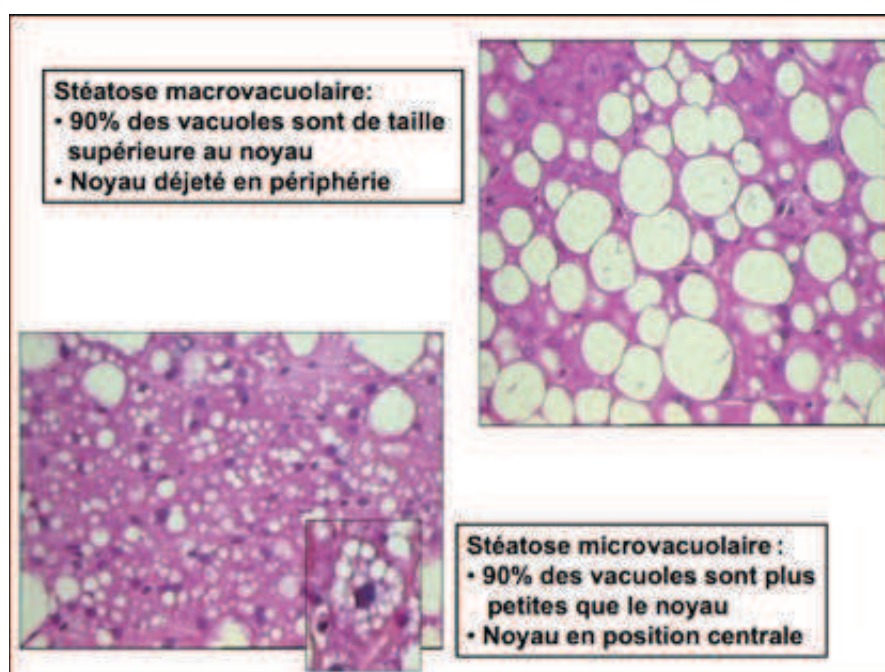 Stéatose macrovacuolaire:
• 90% des vacuoles sont de taille
supérieure au noyau
• Noyau déjeté en périphérie
Stéatose microvacuolaire :
• 90% des vacuoles sont plus
petites que le noyau
• Noyau en position centrale